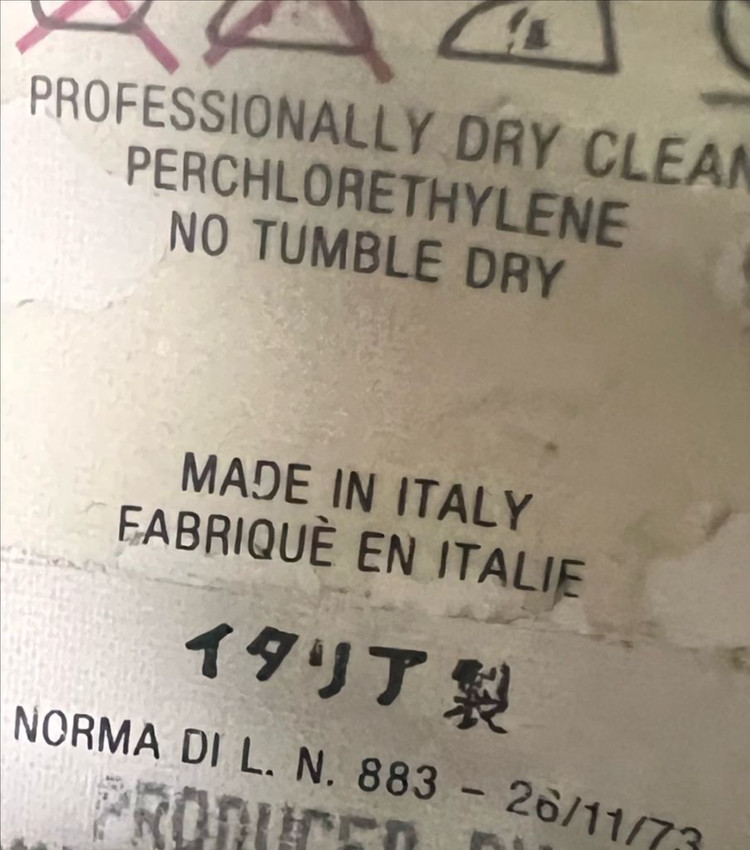 PROFESSIONALLY DRY CLEAN
PERCHLORETHYLENE
NO TUMBLE DRY
MADE IN ITALY
FABRIQUÈ EN ITALIE
イタリア製
NORMA DI L. N. 883 - 26/11/73
PRODUCED